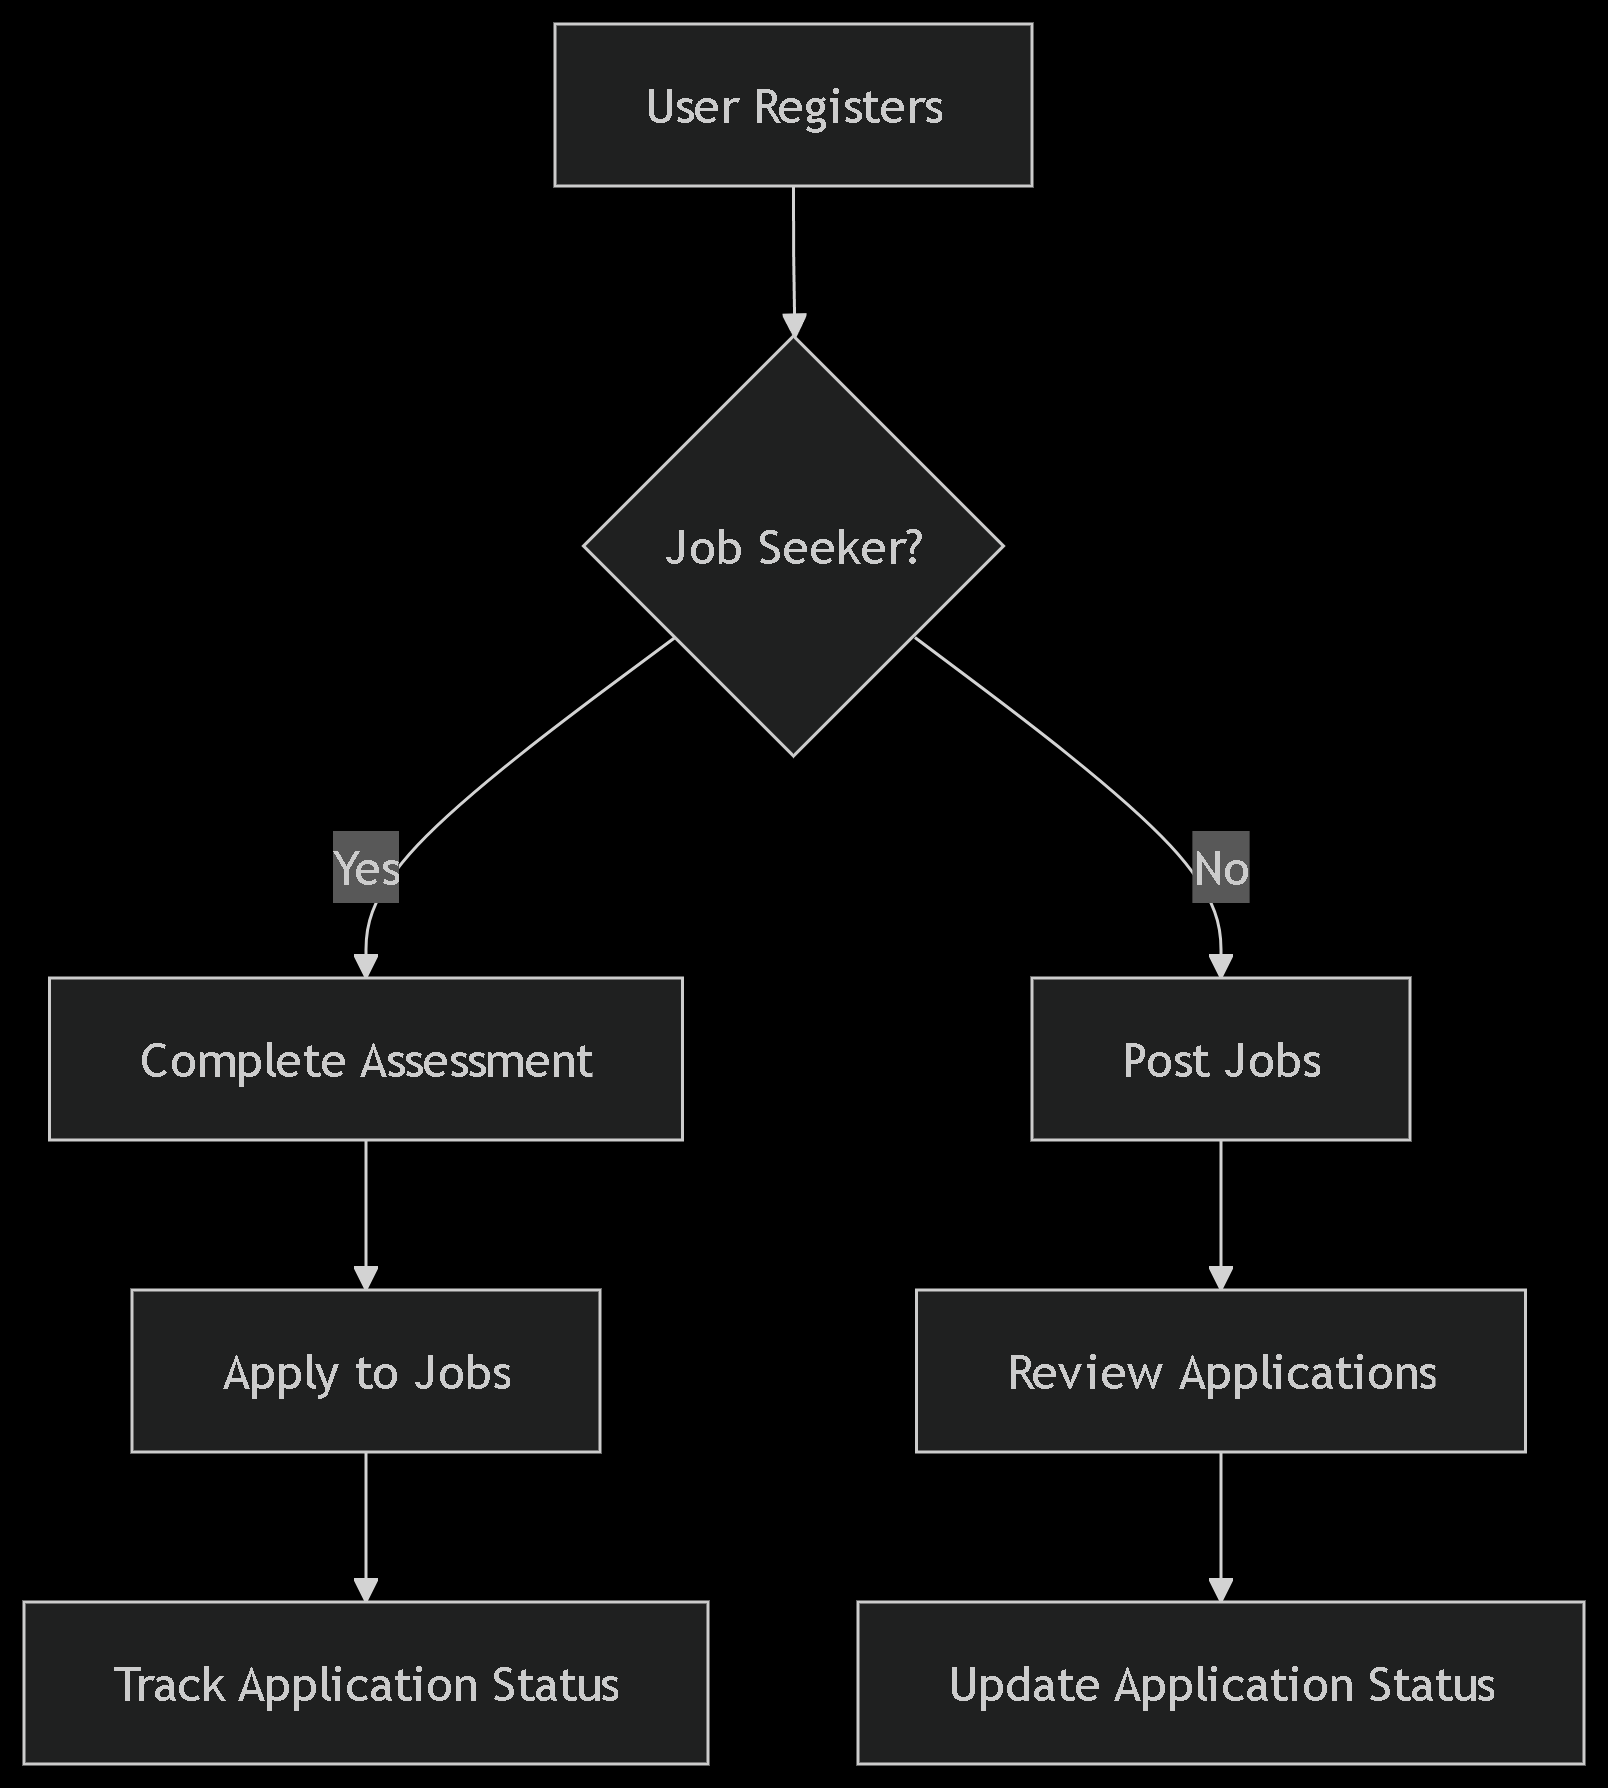 User Registers
Job Seeker?
Yes
No
Complete Assessment
Post Jobs
Apply to Jobs
Review Applications
Track Application Status
Update Application Status